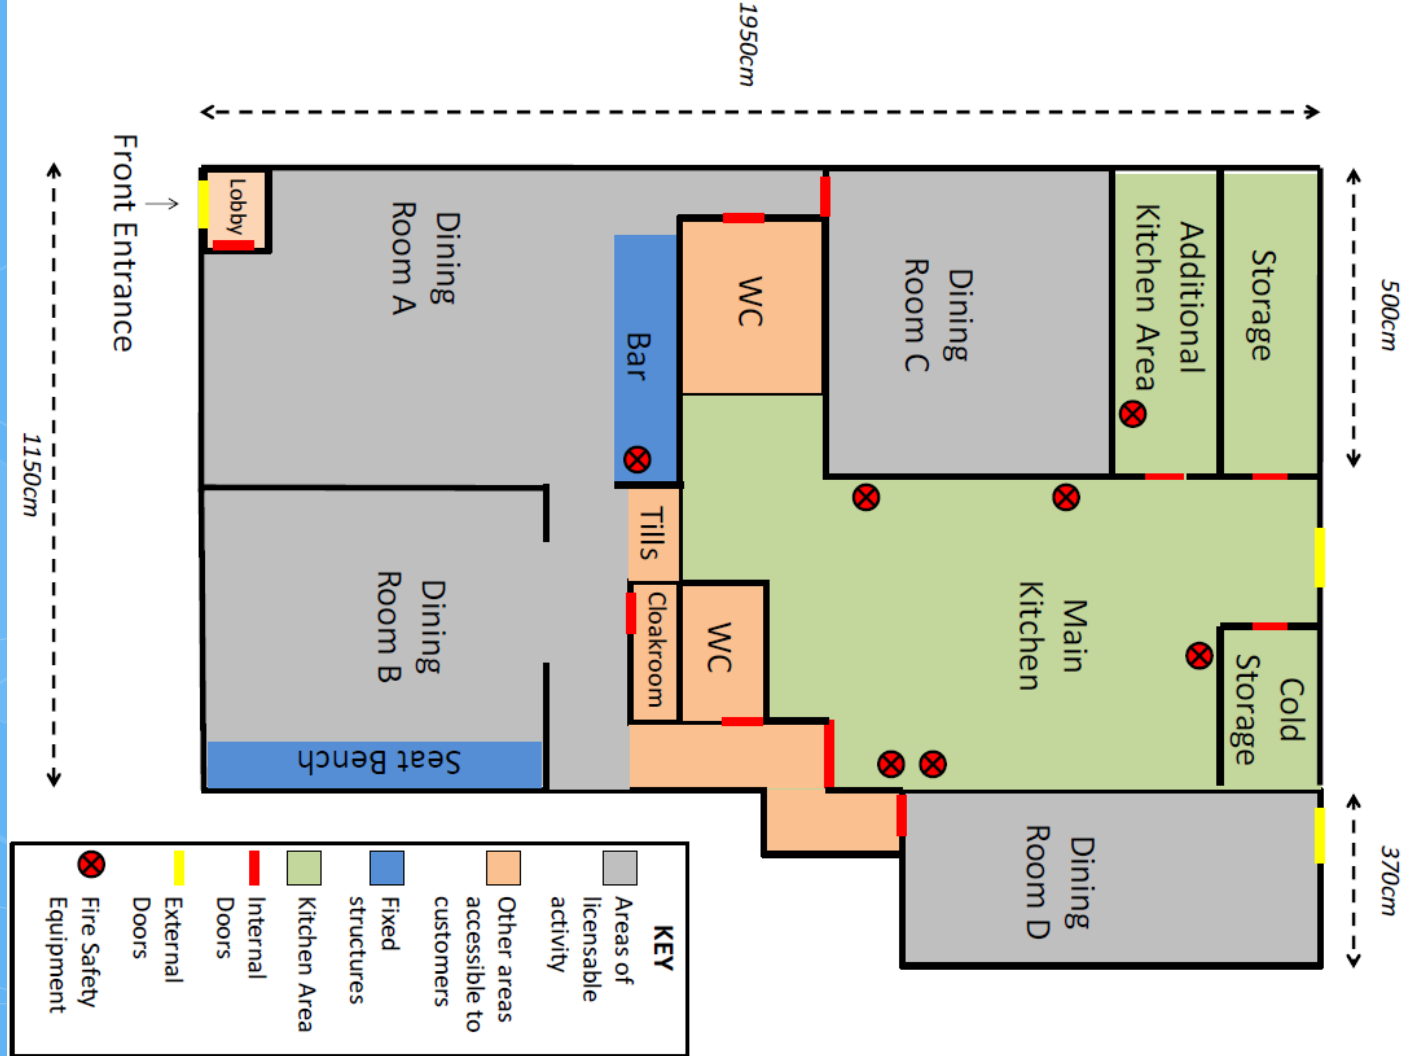 1950cm
500cm
370cm
1150cm
Front Entrance
Lobby
Dining
Room A
Bar
WC
Dining
Room C
Additional
Kitchen Area
Storage
Dining
Room B
Seat Bench
Tills
Cloakroom
WC
Main
Kitchen
Cold
Storage
Dining
Room D
KEY
Areas of
licensable
activity
Other areas
accessible to
customers
Fixed
structures
Kitchen Area
Internal
Doors
External
Doors
Fire Safety
Equipment